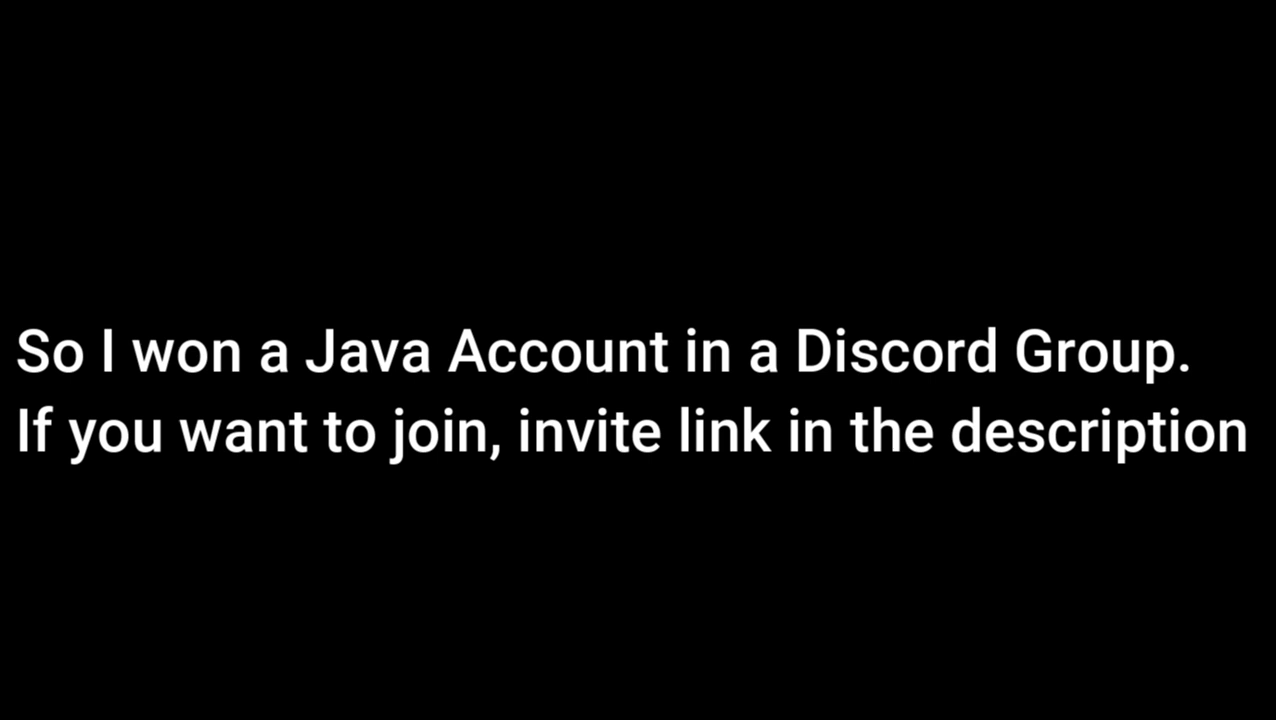 So I won a Java Account in a Discord Group.
If you want to join, invite link in the description